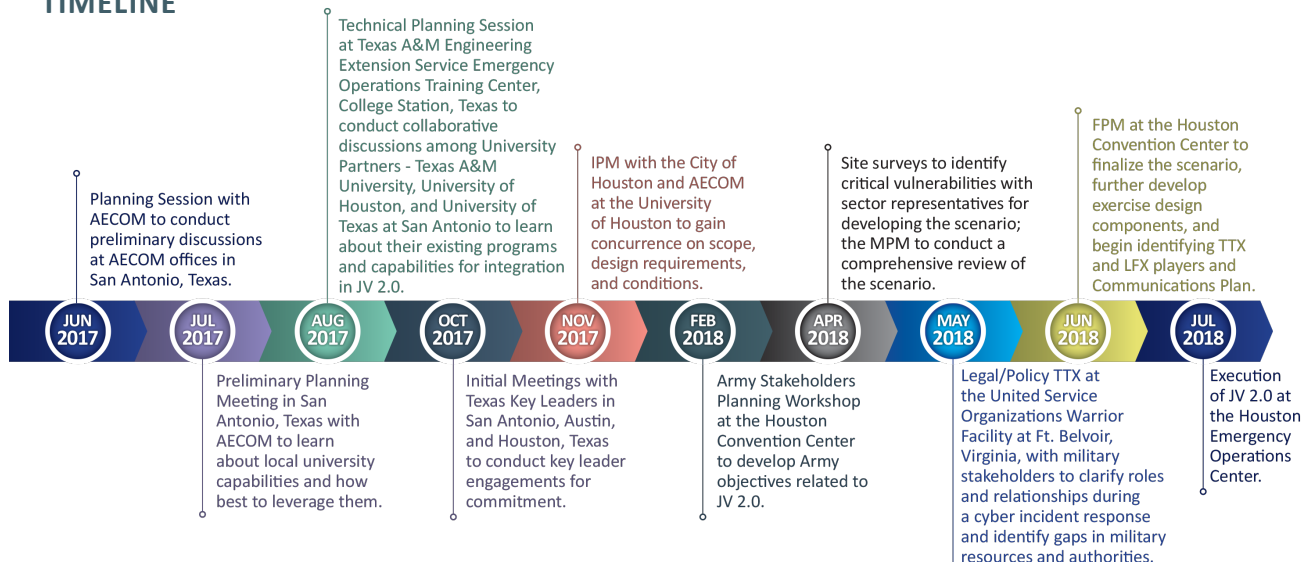 TIMELINE
Planning Session with
AECOM to conduct
preliminary discussions
at AECOM offices in
San Antonio, Texas.
JUN
2017
Preliminary Planning
Meeting in San
Antonio, Texas with
AECOM to learn
about local university
capabilities and how
best to leverage them.
JUL
2017
Technical Planning Session
at Texas A&M Engineering
Extension Service Emergency
Operations Training Center,
College Station, Texas to
conduct collaborative
discussions among University
Partners - Texas A&M
University, University of
Houston, and University of
Texas at San Antonio to learn
about their existing programs
and capabilities for integration
in JV 2.0.
AUG
2017
OCT
2017
Initial Meetings with
Texas Key Leaders in
San Antonio, Austin,
and Houston, Texas
to conduct key leader
engagements for
commitment.
IPM with the City of
Houston and AECOM
at the University
of Houston to gain
concurrence on scope,
design requirements,
and conditions.
NOV
2017
FEB
2018
Army Stakeholders
Planning Workshop
at the Houston
Convention Center
to develop Army
objectives related to
JV 2.0.
Site surveys to identify
critical vulnerabilities with
sector representatives for
developing the scenario;
the MPM to conduct a
comprehensive review of
the scenario.
APR
2018
MAY
2018
Legal/Policy TTX at
the United Service
Organizations Warrior
Facility at Ft. Belvoir,
Virginia, with military
stakeholders to clarify roles
and relationships during
a cyber incident response
and identify gaps in military
resources and authorities.
FPM at the Houston
Convention Center to
finalize the scenario,
further develop
exercise design
components, and
begin identifying TTX
and LFX players and
Communications Plan.
JUN
2018
JUL
2018
Execution
of JV 2.0 at
the Houston
Emergency
Operations
Center.